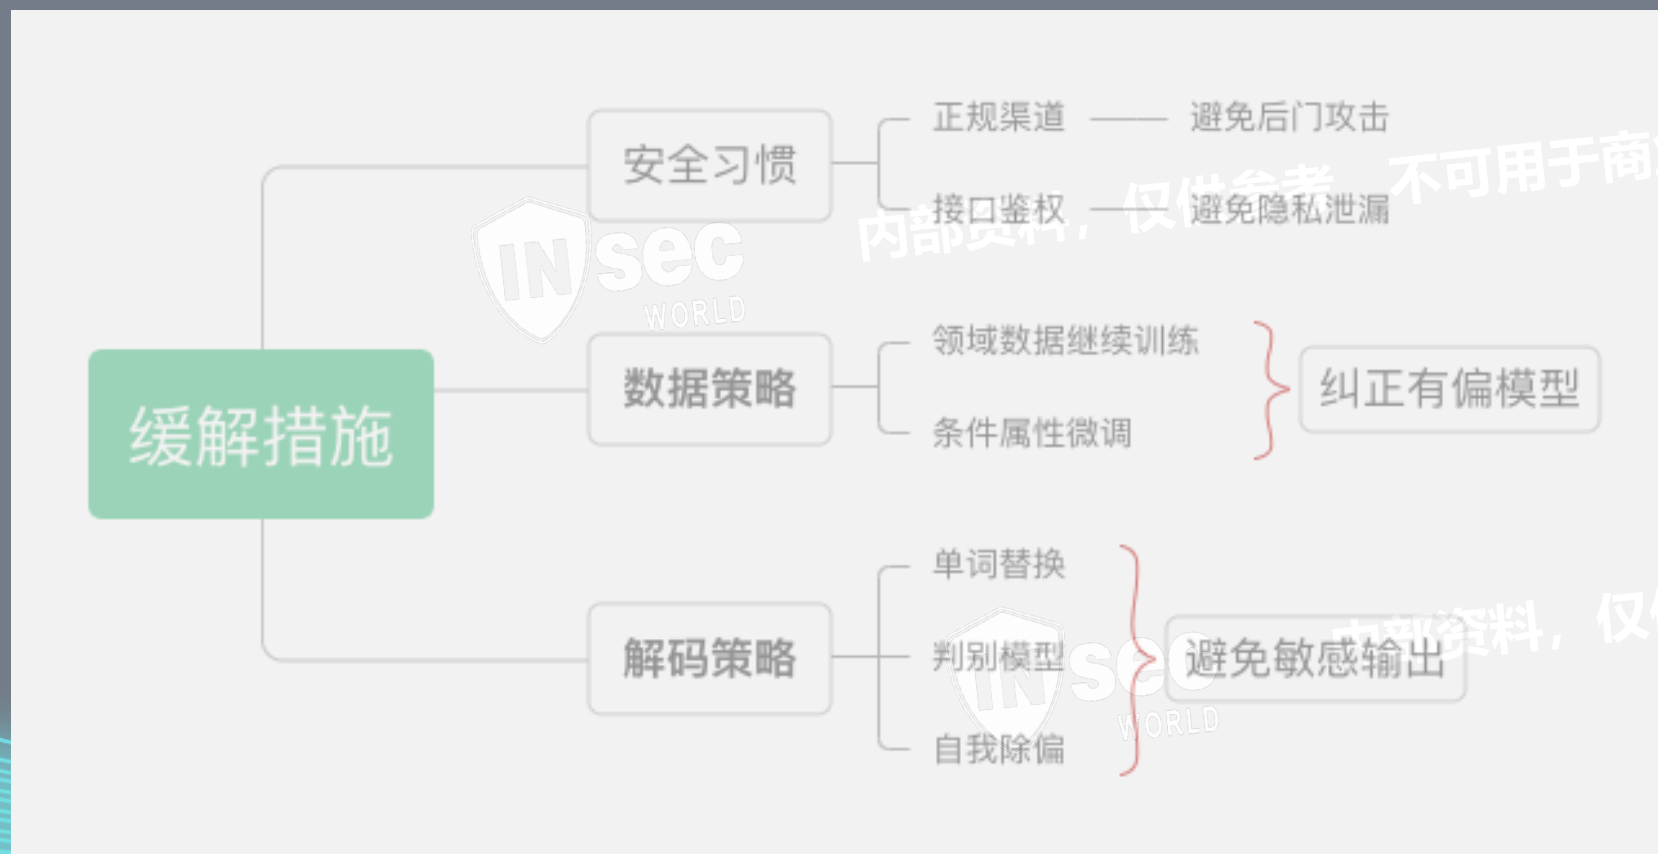 正规渠道 避免后门攻击
安全习惯
接口鉴权 避免隐私泄漏
内部资料，仅供参考 不可用于商
INsec
WORLD
领域数据继续训练
数据策略 纠正有偏模型
条件属性微调
缓解措施
单词替换
解码策略 判别模型 避免敏感输出
内部资料，仅
INsec
WORLD
自我除偏